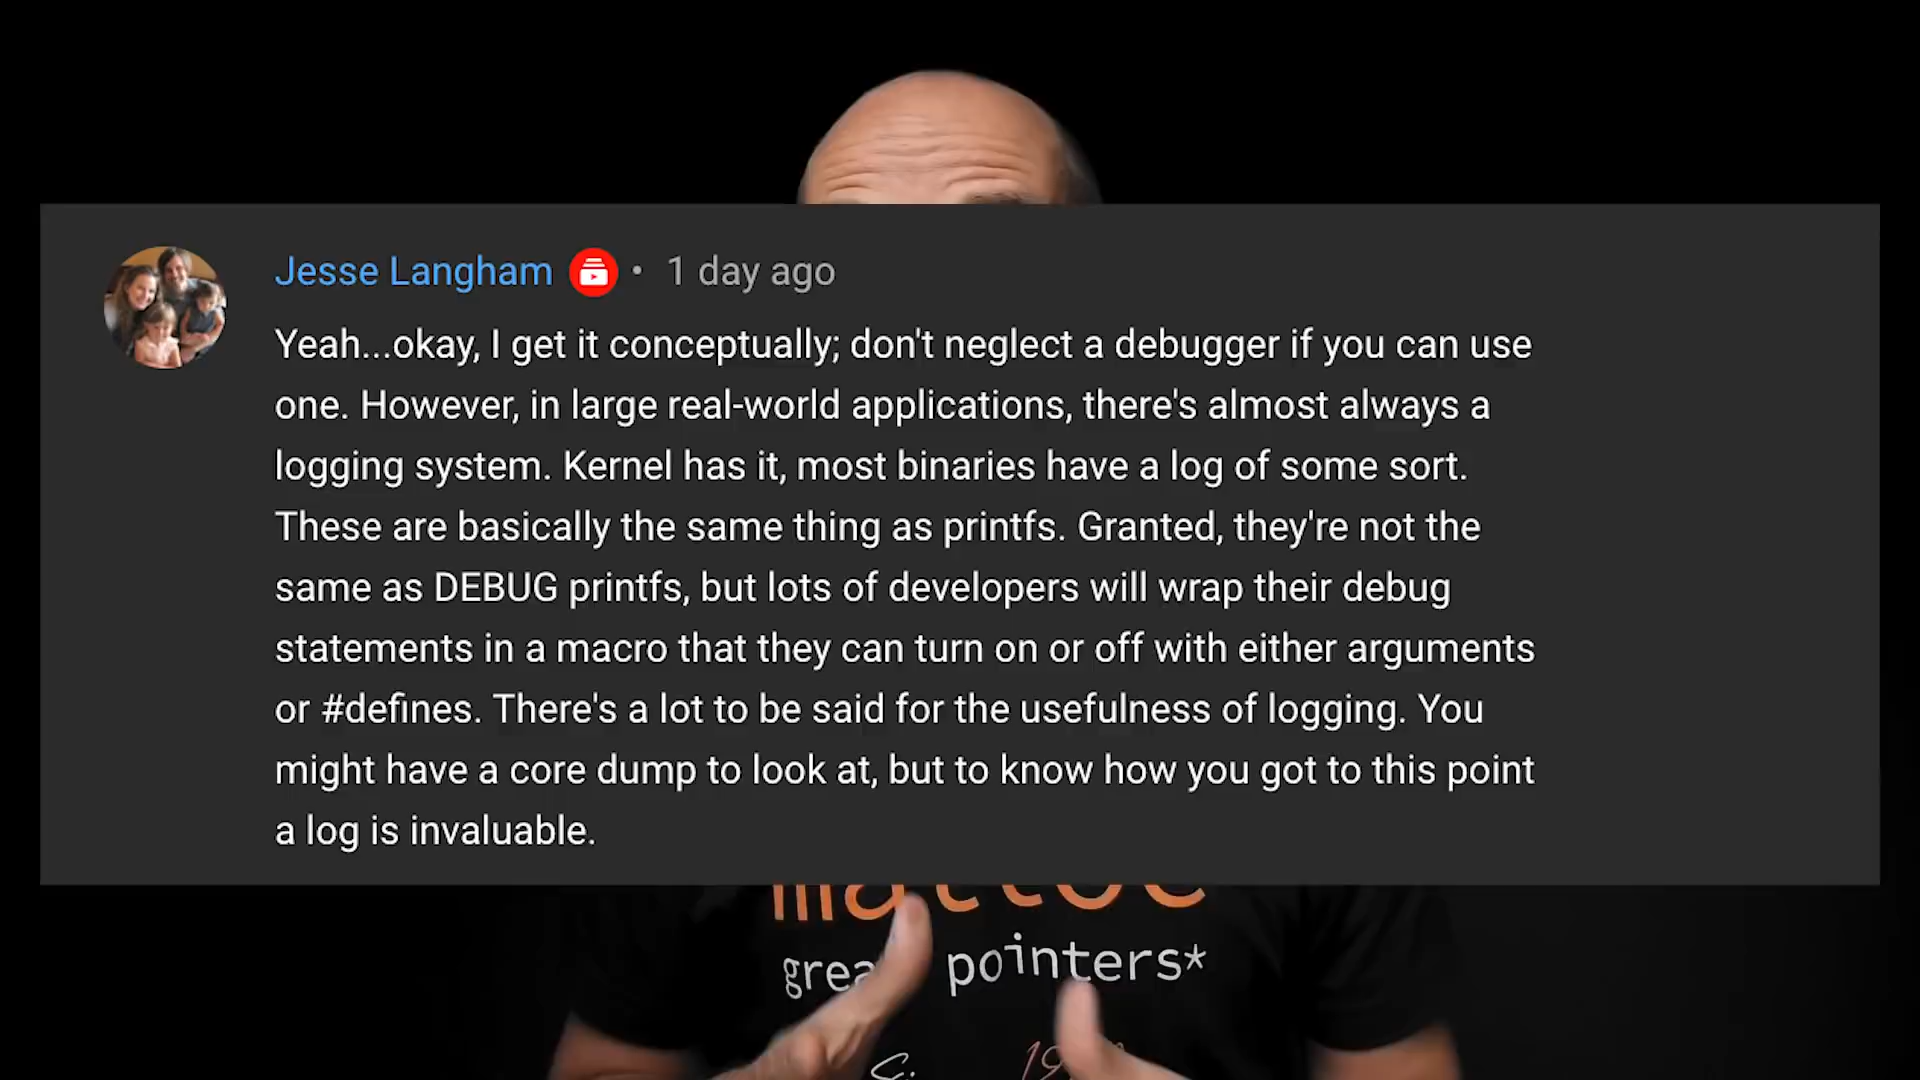 Jesse Langham • 1 day ago
Yeah...okay, I get it conceptually; don't neglect a debugger if you can use
one. However, in large real-world applications, there's almost always a
logging system. Kernel has it, most binaries have a log of some sort.
These are basically the same thing as printfs. Granted, they're not the
same as DEBUG printfs, but lots of developers will wrap their debug
statements in a macro that they can turn on or off with either arguments
or #defines. There's a lot to be said for the usefulness of logging. You
might have a core dump to look at, but to know how you got to this point
a log is invaluable.
pointers*